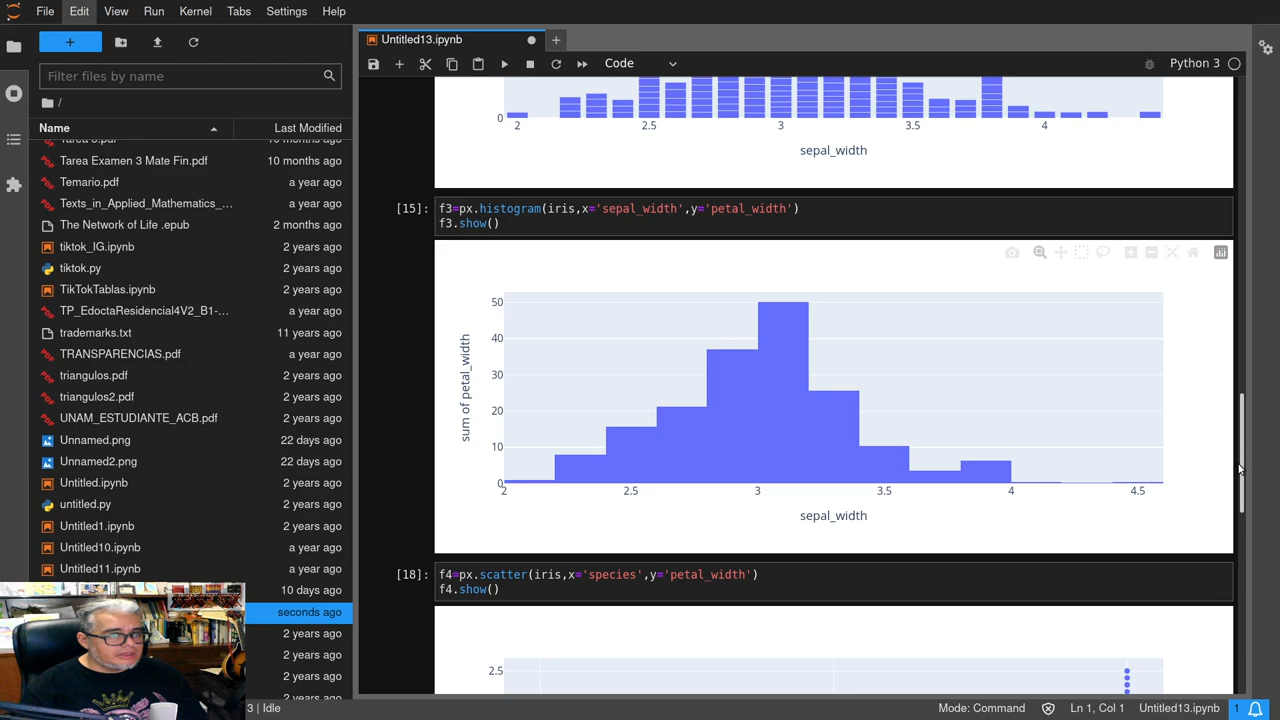 File Edit View Run Kernel Tabs Settings Help
Untitled13.ipynb
Filter files by name
Code
Python 3
/
Name Last Modified
Tarea 3.pdf
Tarea Examen 3 Mate Fin.pdf 10 months ago
Temario.pdf a year ago
Texts_in_Applied_Mathematics_... a year ago
The Network of Life .epub 2 months ago
tiktok_IG.ipynb 2 years ago
tiktok.py 2 years ago
TikTokTablas.ipynb 2 years ago
TP_EdoctaResidencial4V2_B1-... a year ago
trademarks.txt 11 years ago
TRANSPARENCIAS.pdf a year ago
triangulos.pdf 2 years ago
triangulos2.pdf 2 years ago
UNAM_ESTUDIANTE_ACB.pdf 2 years ago
Unnamed.png 22 days ago
Unnamed2.png 22 days ago
Untitled.ipynb 2 years ago
untitled.py 2 years ago
Untitled1.ipynb 2 years ago
Untitled10.ipynb a year ago
Untitled11.ipynb a year ago
10 days ago
seconds ago
2 years ago
2 years ago
2 years ago
2 years ago
0
2 2.5 3 3.5 4
sepal_width
[15]: f3=px.histogram(iris,x='sepal_width',y='petal_width')
f3.show()
50
40
30
20
10
0
sum of petal_width
2 2.5 3 3.5 4 4.5
sepal_width
[18]: f4=px.scatter(iris,x='species',y='petal_width')
f4.show()
2.5
3 | Idle
Mode: Command
Ln 1, Col 1
Untitled13.ipynb
1